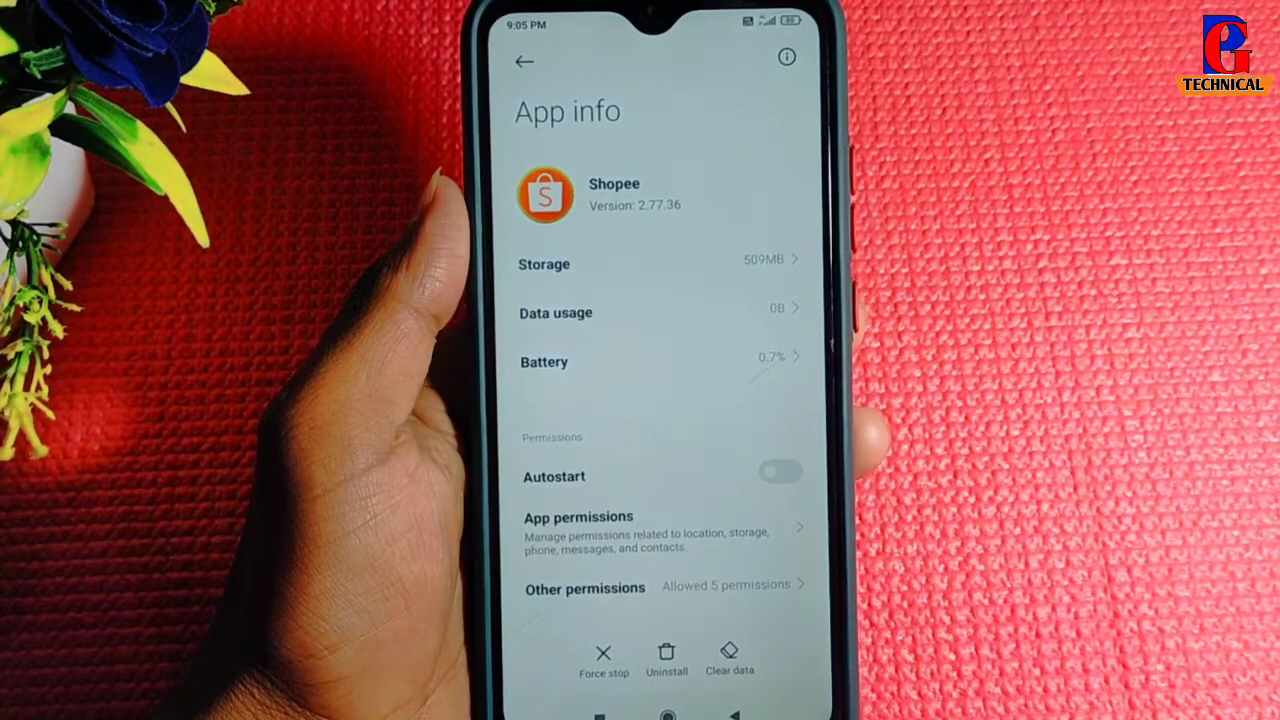 9:05 PM
80
PG
TECHNICAL
App info
S
Shopee
Version: 2.77.36
Storage
509MB
Data usage
0B
Battery
0.7%
Permissions
Autostart
App permissions
Manage permissions related to location, storage,
phone, messages, and contacts.
Other permissions
Allowed 5 permissions
Force stop
Uninstall
Clear data